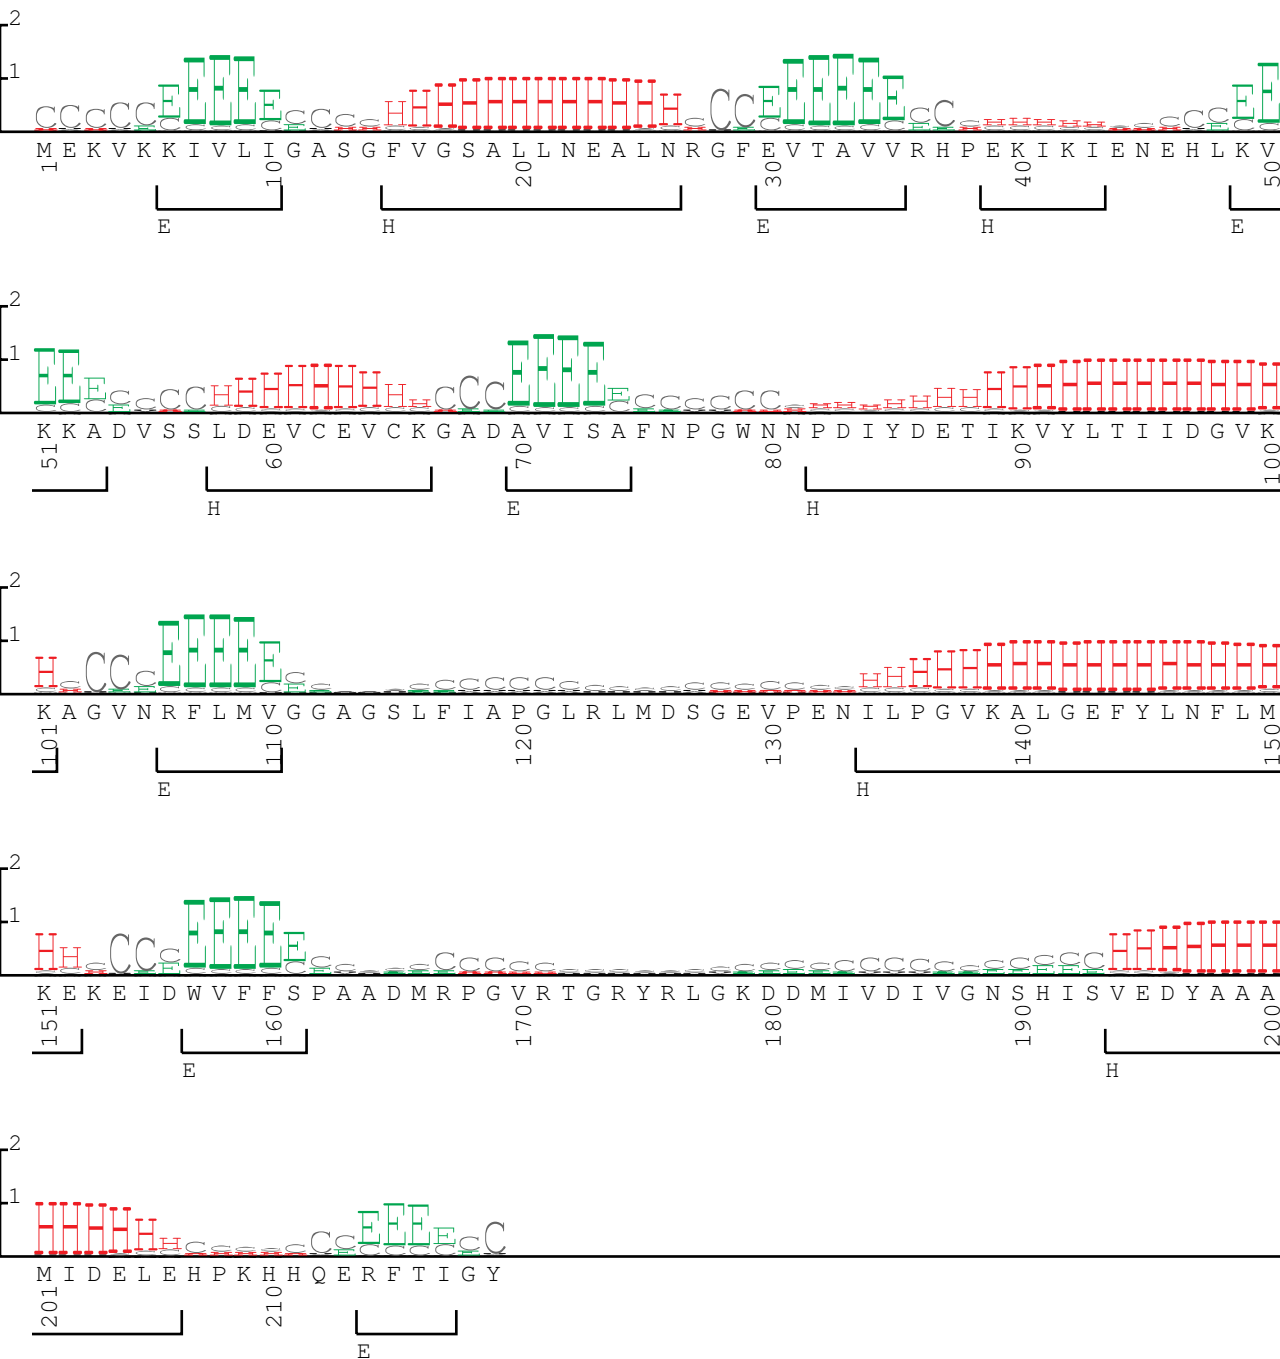 2
1
M E K V K K I V L I G A S G F V G S A L L N E A L N R G F E V T A V V R H P E K I K I E N E H L K V
1 10 20 30 40 50
E H E H E
2
1
K K A D V S S L D E V C E V C K G A D A V I S A F N P G W N N P D I Y D E T I K V Y L T I I D G V K
51 60 70 80 90 100
H E H
2
1
K A G V N R F L M V G G A G S L F I A P G L R L M D S G E V P E N I L P G V K A L G E F Y L N F L M
101 110 120 130 140 150
E H
2
1
K E K E I D W V F F S P A A D M R P G V R T G R Y R L G K D D M I V D I V G N S H I S V E D Y A A A
151 160 170 180 190 200
E H
2
1
M I D E L E H P K H H Q E R F T I G Y
201 210
E